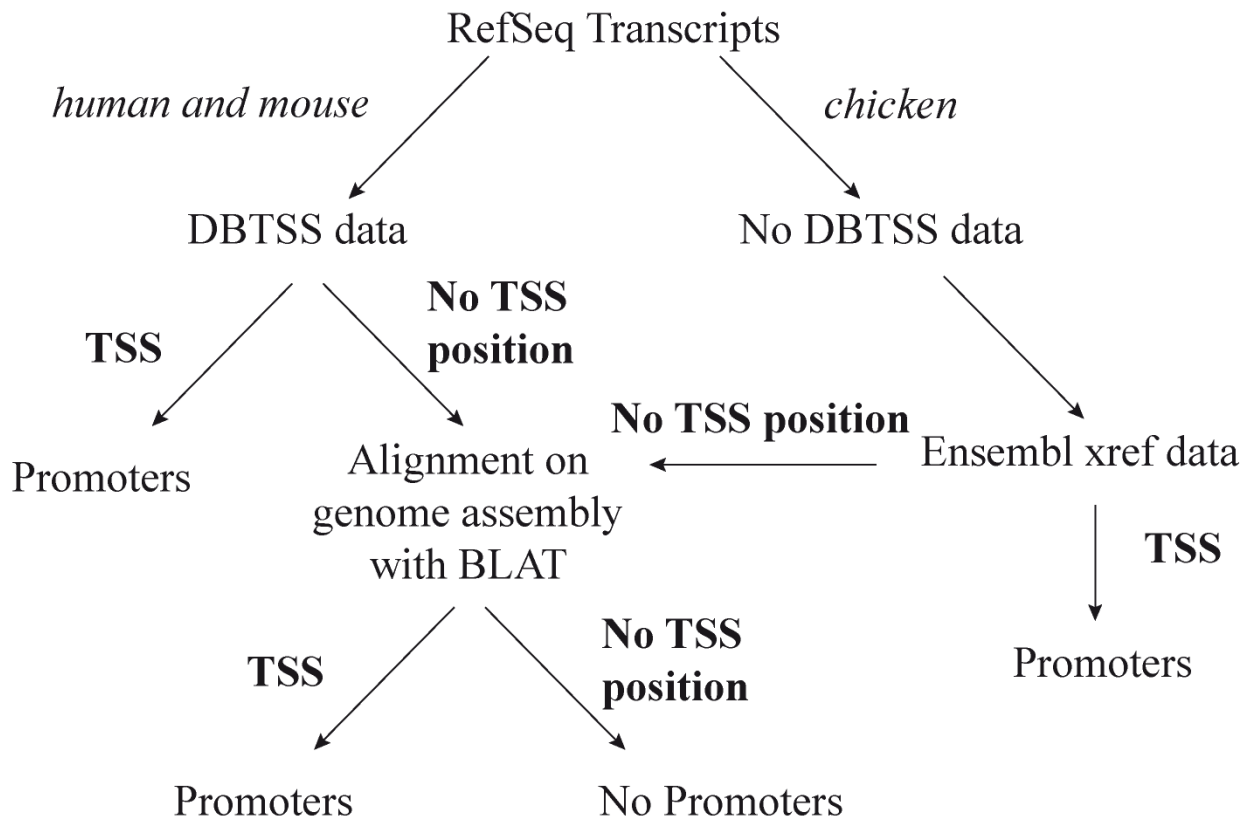 RefSeq Transcripts
human and mouse
chicken
DBTSS data
No DBTSS data
TSS
No TSS
position
No TSS position
Promoters
Alignment on
genome assembly
with BLAT
Ensembl xref data
TSS
TSS
No TSS
position
Promoters
Promoters
No Promoters